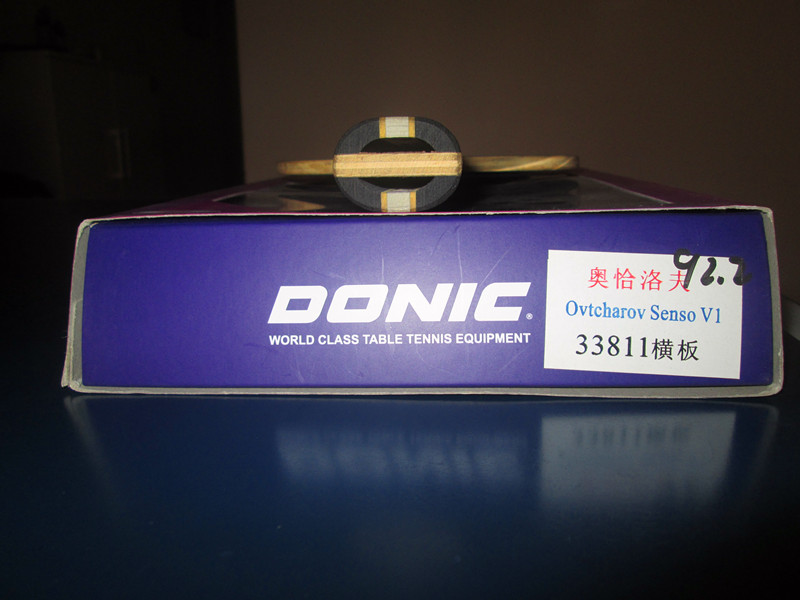 DONIC®
WORLD CLASS TABLE TENNIS EQUIPMENT
92.2
奥恰洛夫
Ovtcharov Senso V1
33811横板